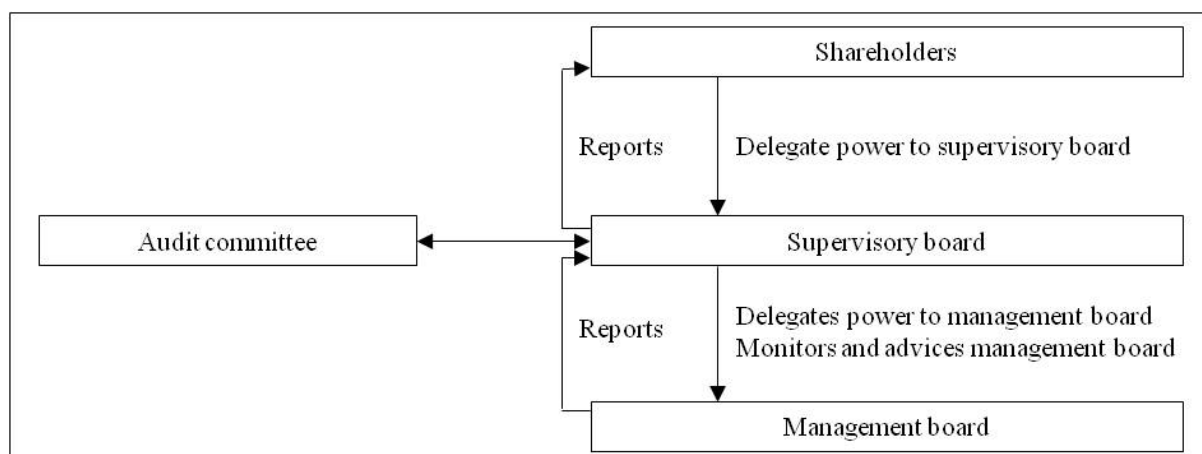 Shareholders
Reports
Delegate power to supervisory board
Audit committee
Supervisory board
Reports
Delegates power to management board
Monitors and advices management board
Management board